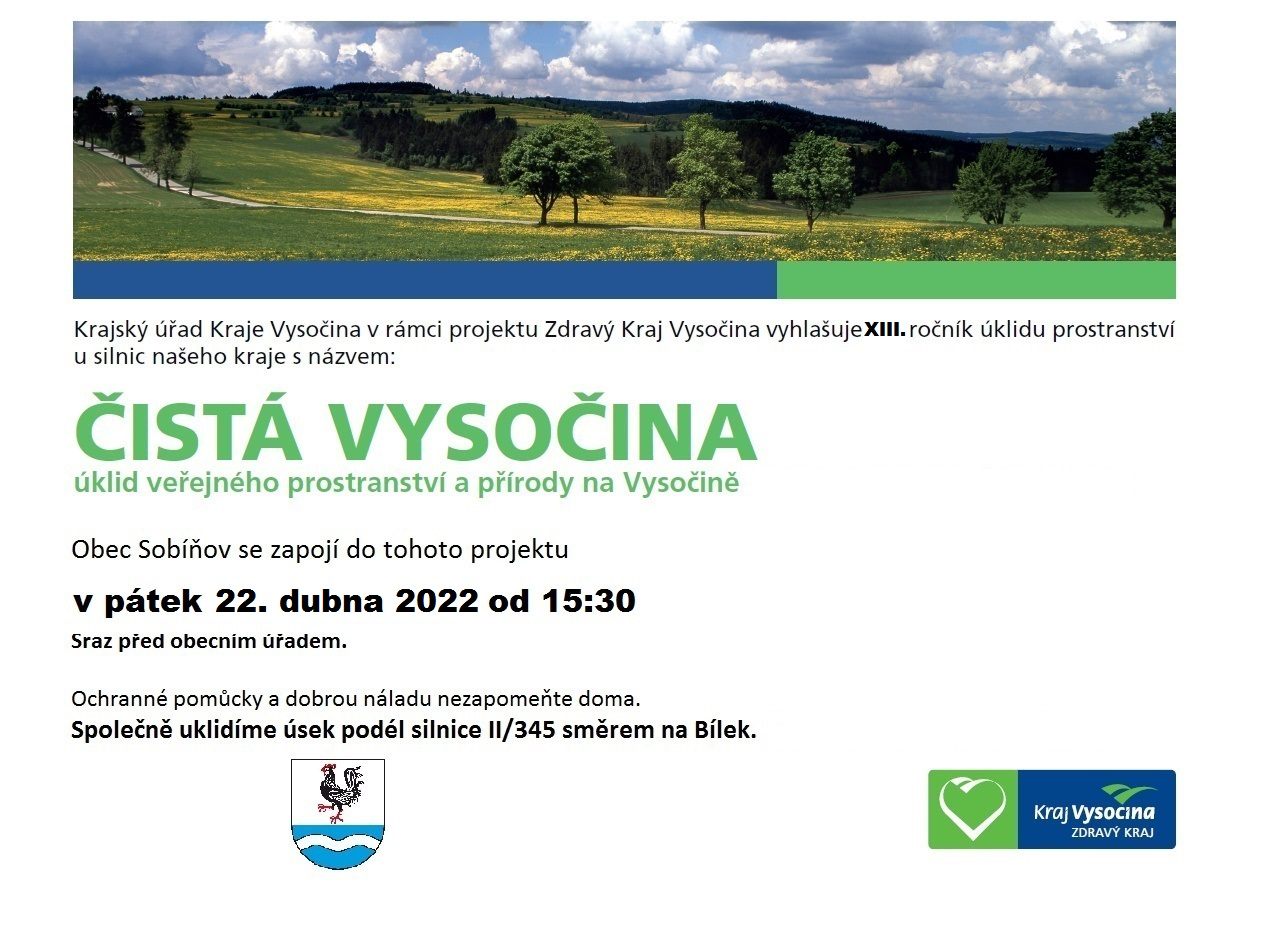 Krajský úřad Kraje Vysočina v rámci projektu Zdravý Kraj Vysočina vyhlašuje XIII. ročník úklidu prostranství
u silnic našeho kraje s názvem:
ČISTÁ VYSOČINA
úklid veřejného prostranství a přírody na Vysočině
Obec Sobíňov se zapojí do tohoto projektu
v pátek 22. dubna 2022 od 15:30
Sraz před obecním úřadem.
Ochranné pomůcky a dobrou náladu nezapomeňte doma.
Společně uklidíme úsek podél silnice II/345 směrem na Bílek.
Kraj Vysočina
ZDRAVÝ KRAJ